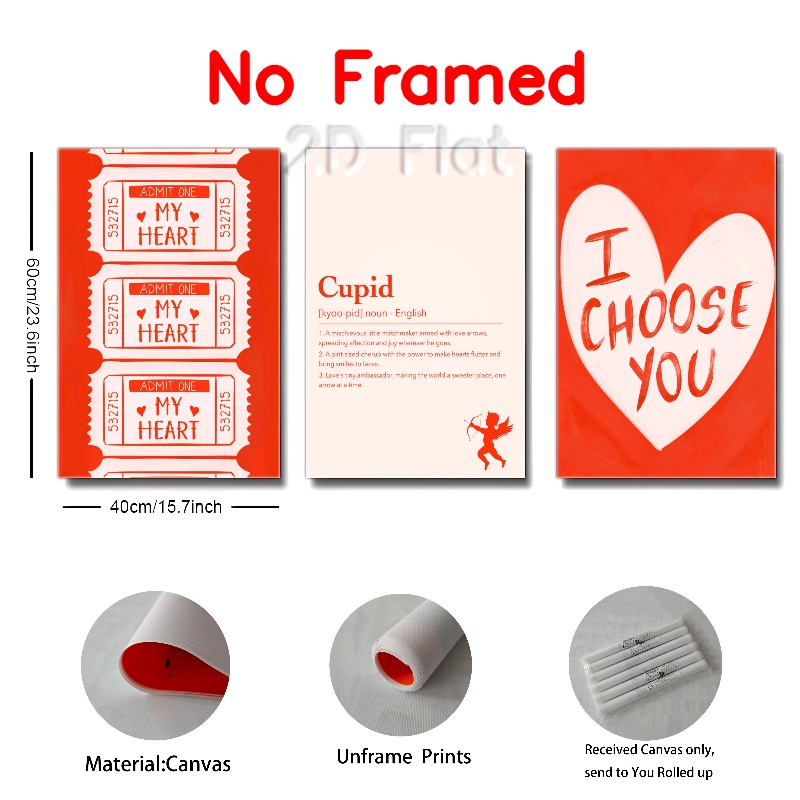 No Framed
2D Flat
60cm/23.6inch
40cm/15.7inch
ADMIT ONE
MY
HEART
532715
532715
ADMIT ONE
MY
HEART
532715
532715
ADMIT ONE
MY
HEART
532715
532715
Cupid
[kyoo-pid] noun - English
1. A mischievous little matchmaker armed with love arrows,
spreading affection and joy wherever he goes.
2. A pint-sized cherub with the power to make hearts flutter and
bring smiles to faces.
3. Love's tiny ambassador, making the world a sweeter place, one
arrow at a time.
I
CHOOSE
YOU
Material:Canvas
Unframe Prints
Received Canvas only,
send to You Rolled up